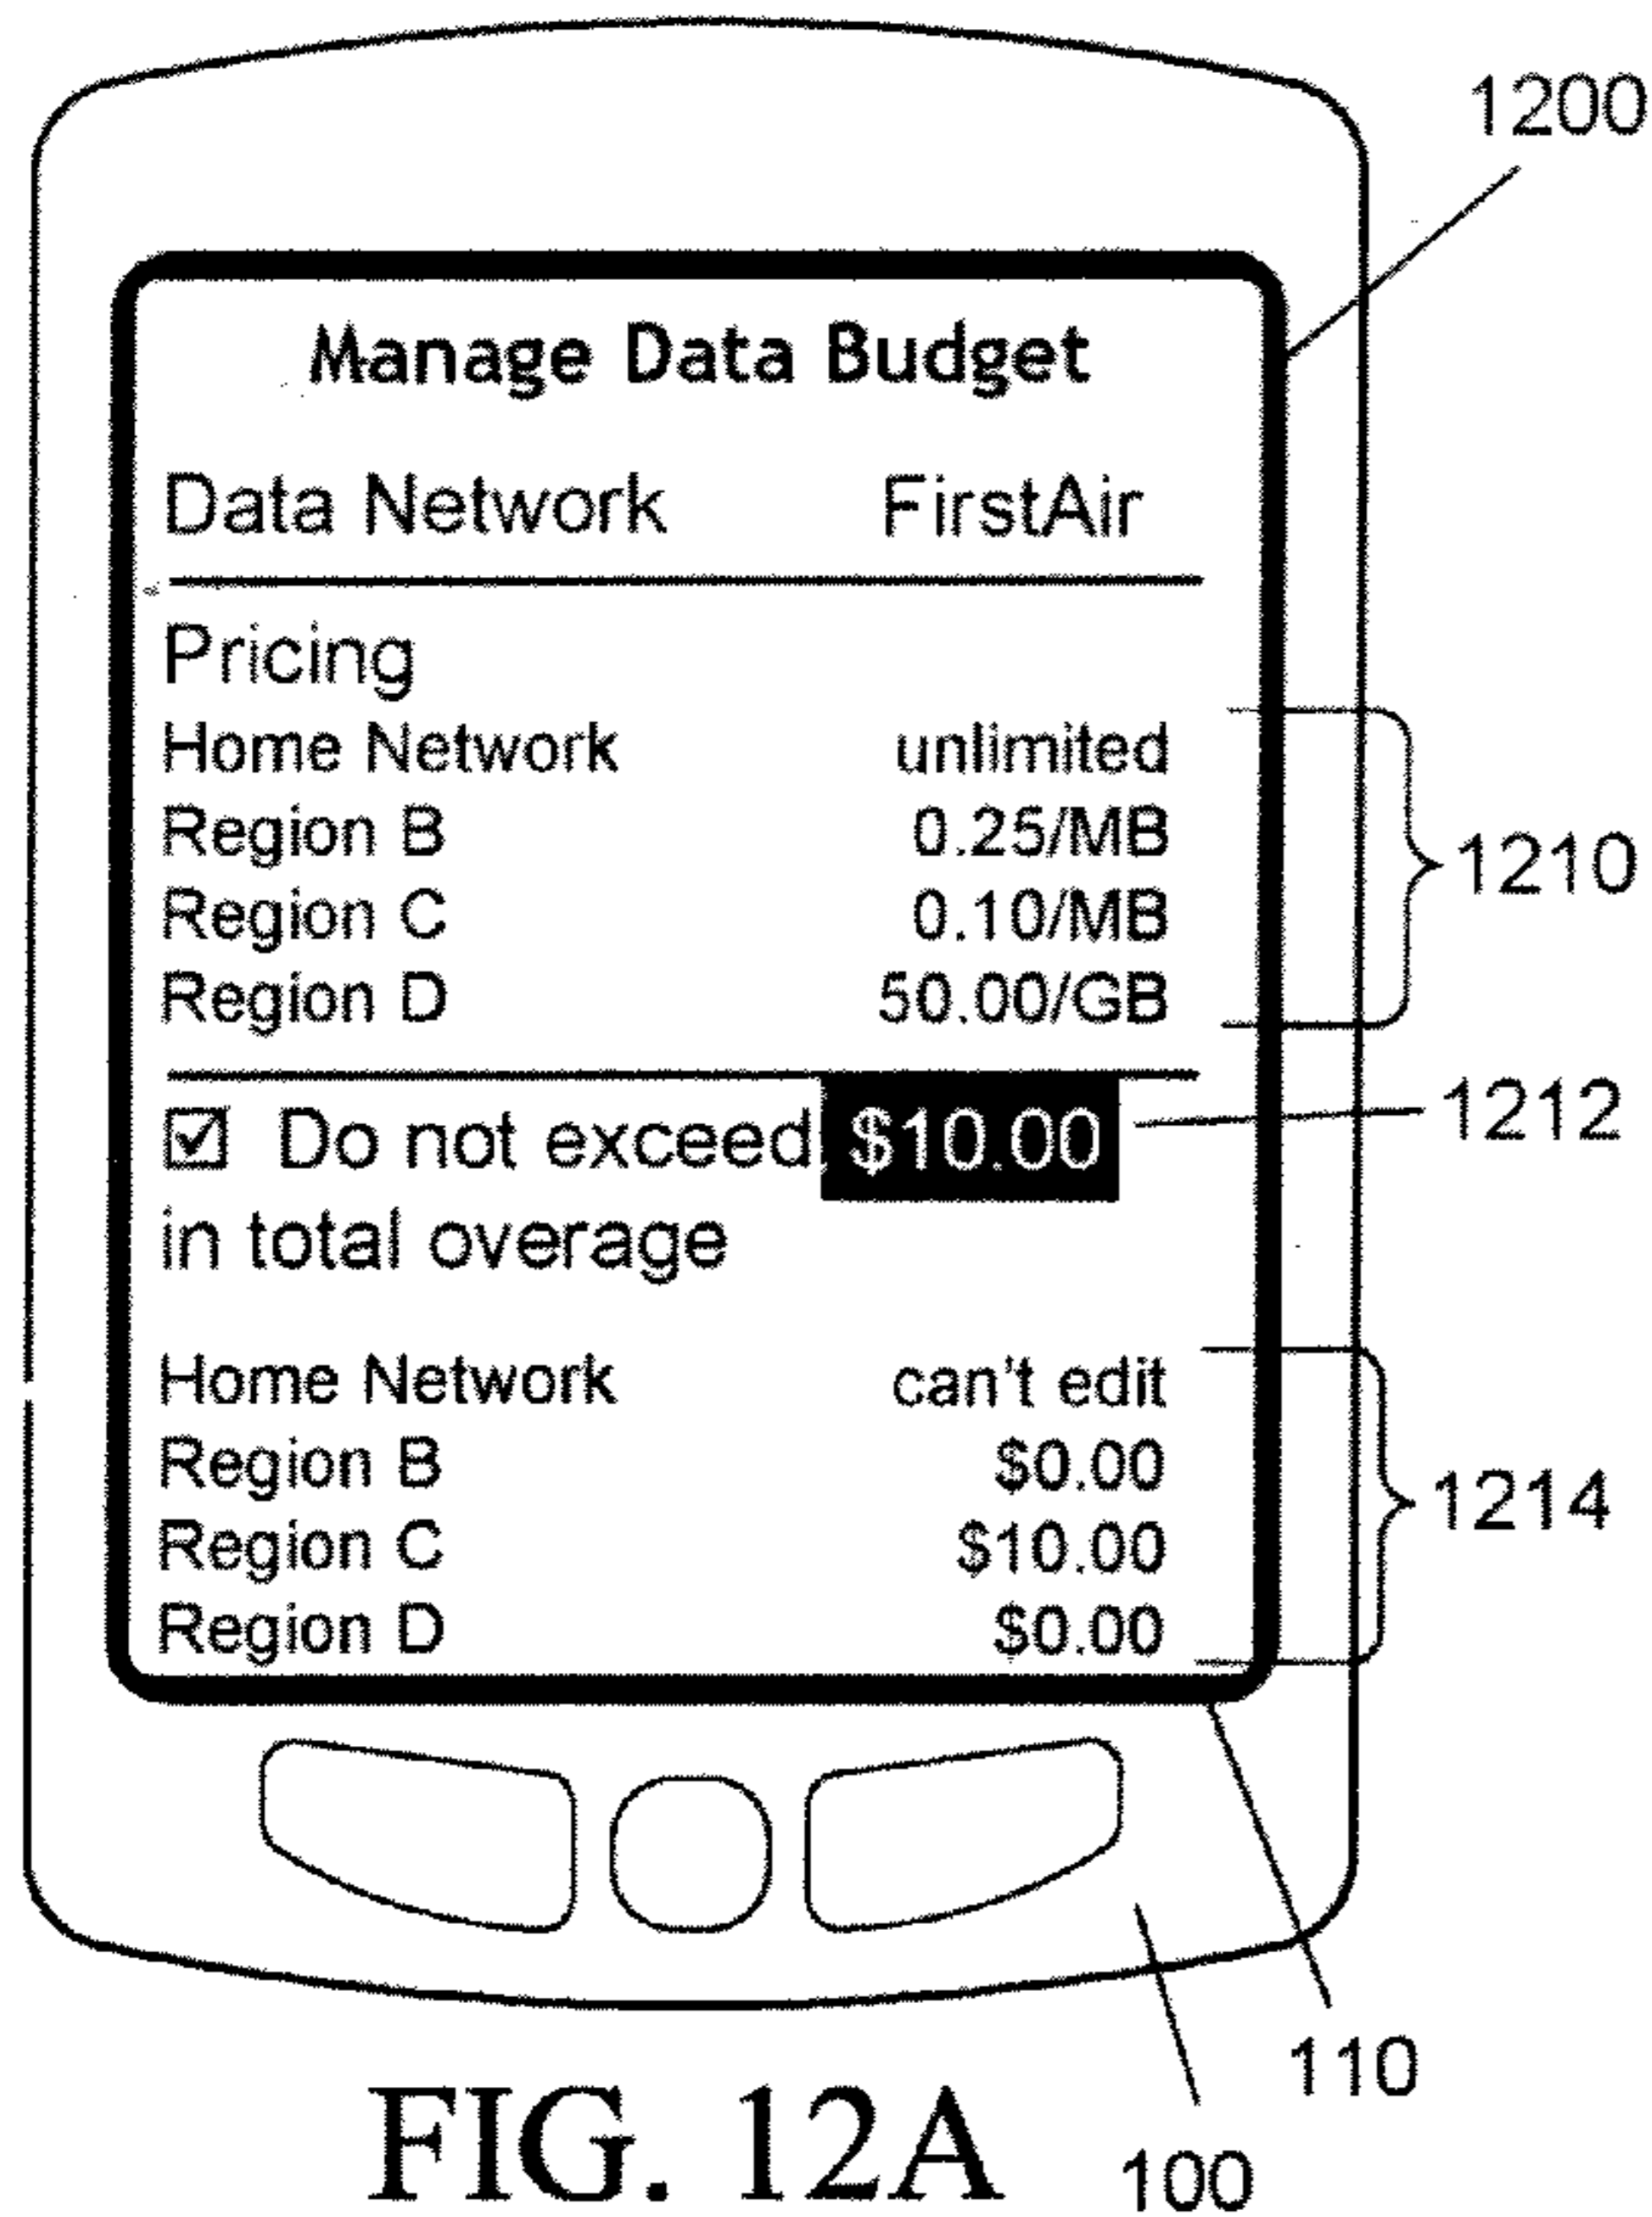 1200
Manage Data Budget
Data Network FirstAir
Pricing
Home Network unlimited
Region B 0.25/MB
1210
Region C 0.10/MB
Region D 50.00/GB
Do not exceed $10.00
1212
in total overage
Home Network can't edit
Region B $0.00
1214
Region C $10.00
Region D $0.00
110
FIG. 12A
100